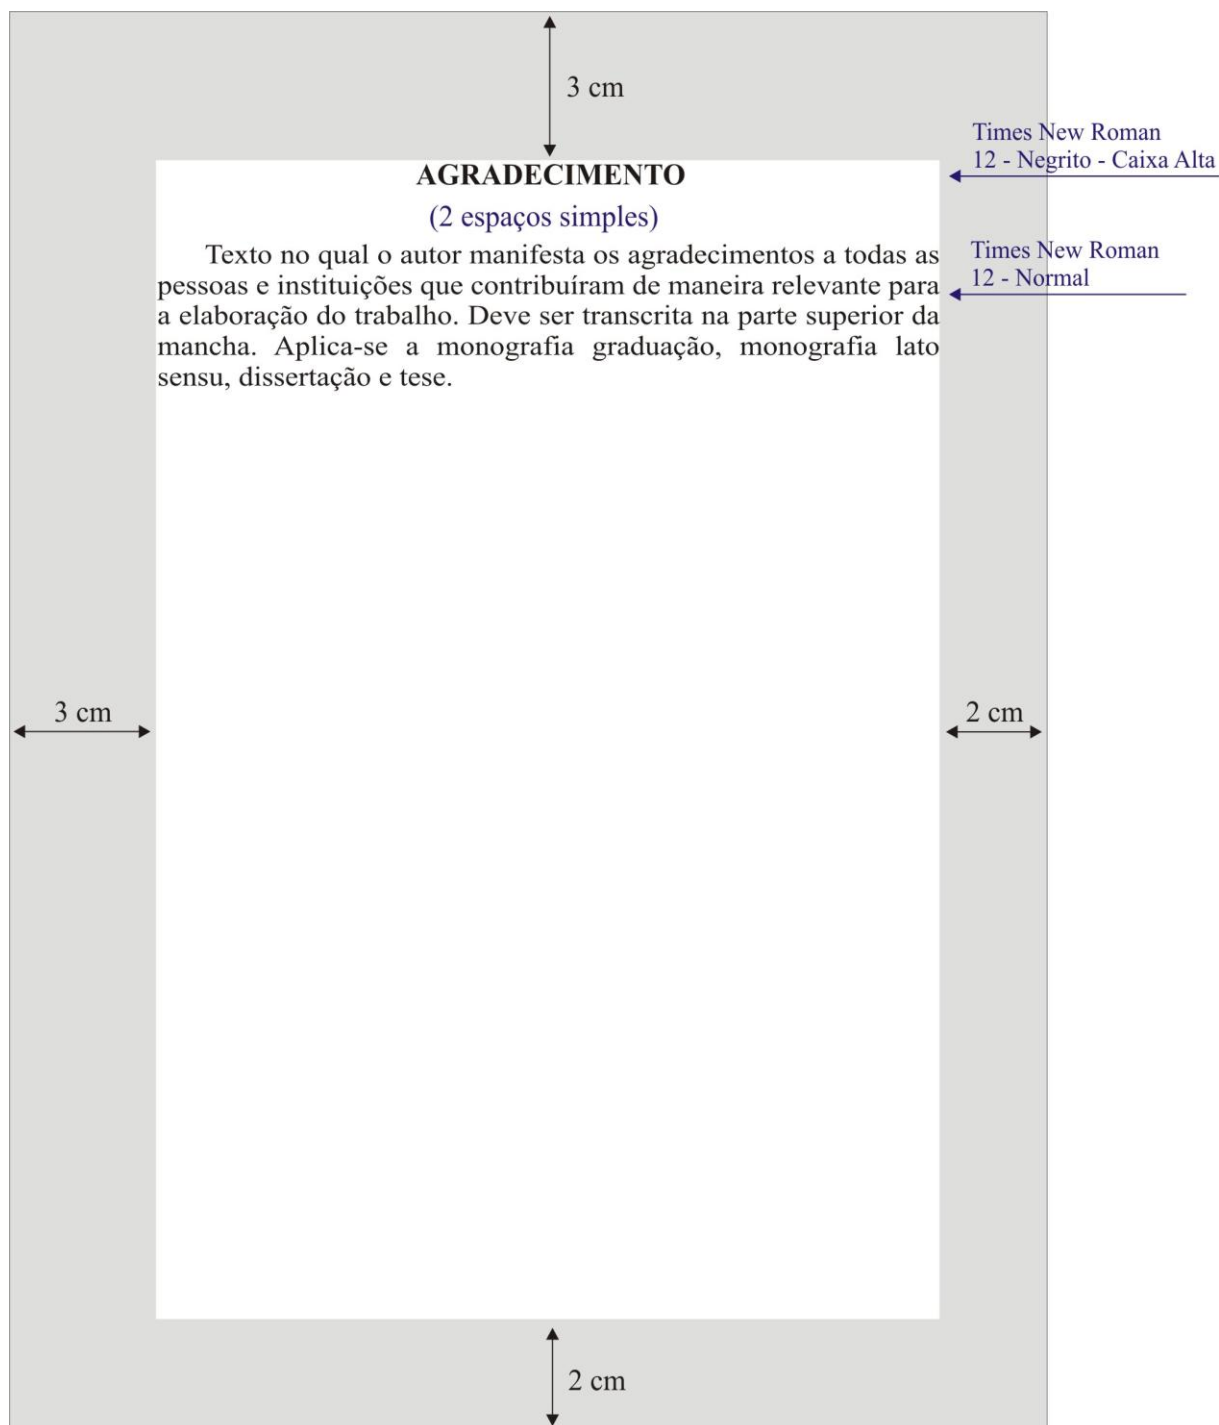 3 cm
Times New Roman
12 - Negrito - Caixa Alta
AGRADECIMENTO
(2 espaços simples)
Times New Roman
12 - Normal
Texto no qual o autor manifesta os agradecimentos a todas as
pessoas e instituições que contribuíram de maneira relevante para
a elaboração do trabalho. Deve ser transcrita na parte superior da
mancha. Aplica-se a monografia graduação, monografia lato
sensu, dissertação e tese.
3 cm
2 cm
2 cm